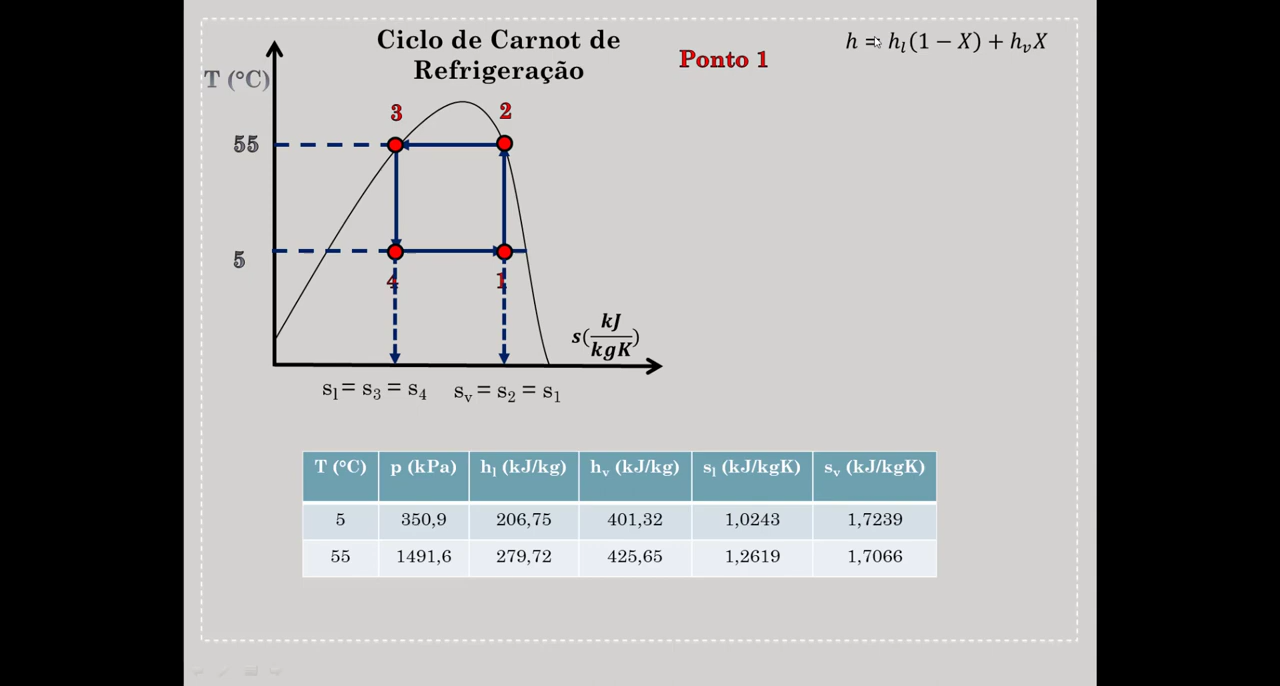 Ciclo de Carnot de
Refrigeração
Ponto 1
h = h_l(1 − X) + h_vX
T (°C)
3
2
55
5
4
1
s(kJ/kgK)
s_l = s_3 = s_4
s_v = s_2 = s_1
T (°C) p (kPa) h_l (kJ/kg) h_v (kJ/kg) s_l (kJ/kgK) s_v (kJ/kgK)
5 350,9 206,75 401,32 1,0243 1,7239
55 1491,6 279,72 425,65 1,2619 1,7066